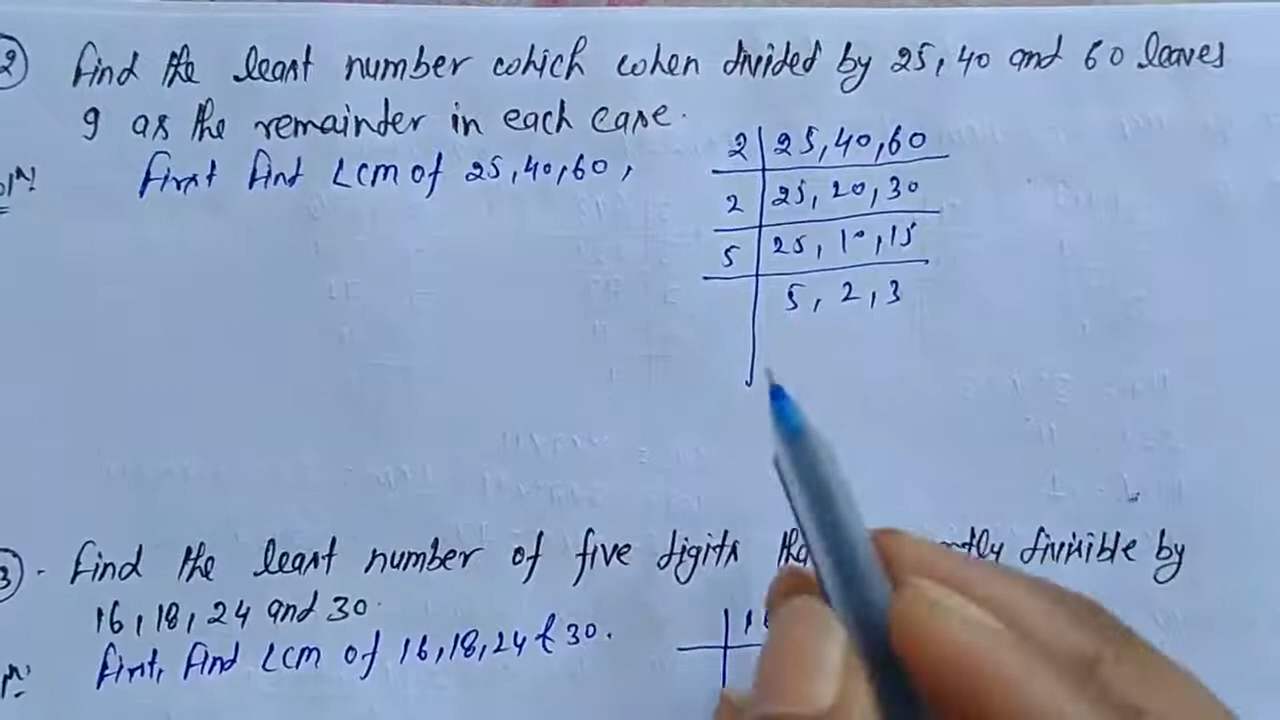 2 Find the least number which when divided by 25, 40 and 60 leaves
9 as the remainder in each case.
First find LCM of 25, 40, 60,
2 | 25, 40, 60
2 | 25, 20, 30
5 | 25, 10, 15
5, 2, 3
3 - Find the least number of five digits divisible by
16, 18, 24 and 30.
First, Find LCM of 16, 18, 24 & 30.